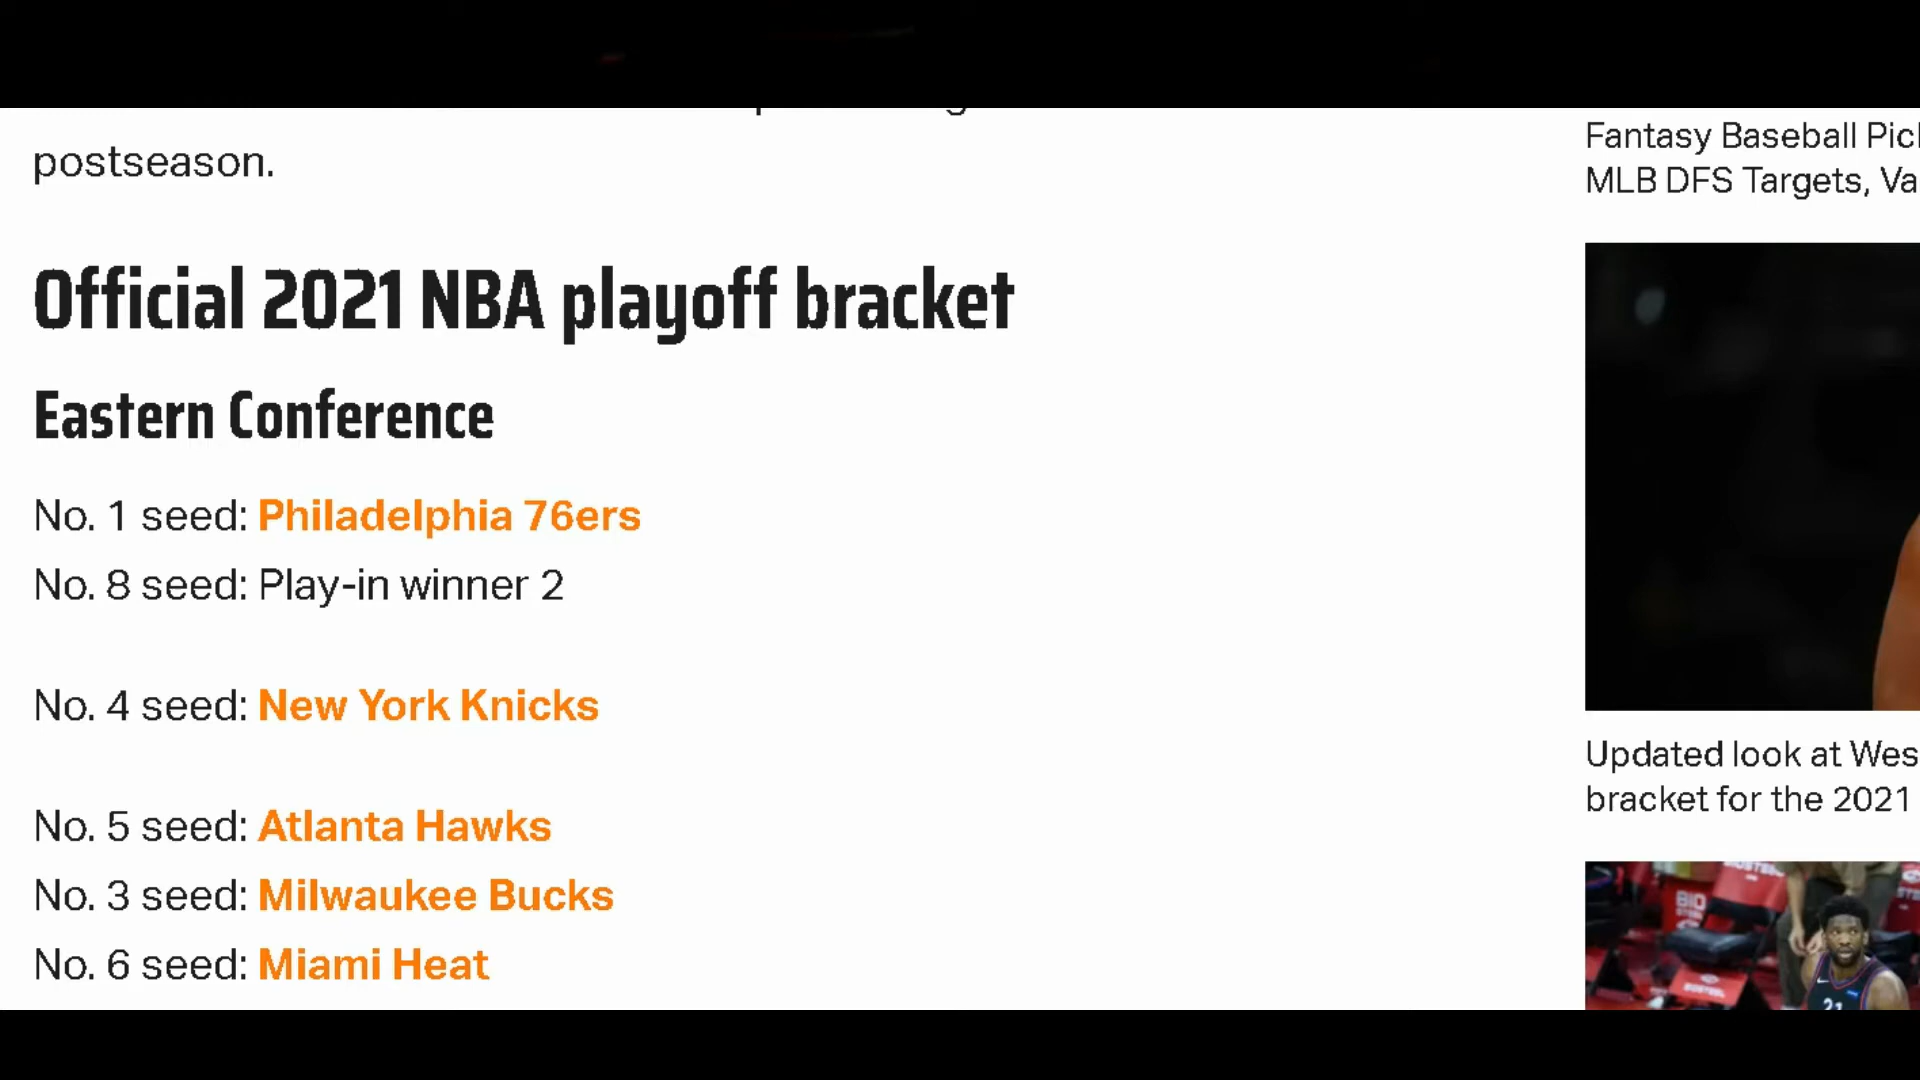 postseason.
Official 2021 NBA playoff bracket
Eastern Conference
No. 1 seed: Philadelphia 76ers
No. 8 seed: Play-in winner 2
No. 4 seed: New York Knicks
No. 5 seed: Atlanta Hawks
No. 3 seed: Milwaukee Bucks
No. 6 seed: Miami Heat
Fantasy Baseball Pic
MLB DFS Targets, Va
Updated look at Wes
bracket for the 2021
BIO
21